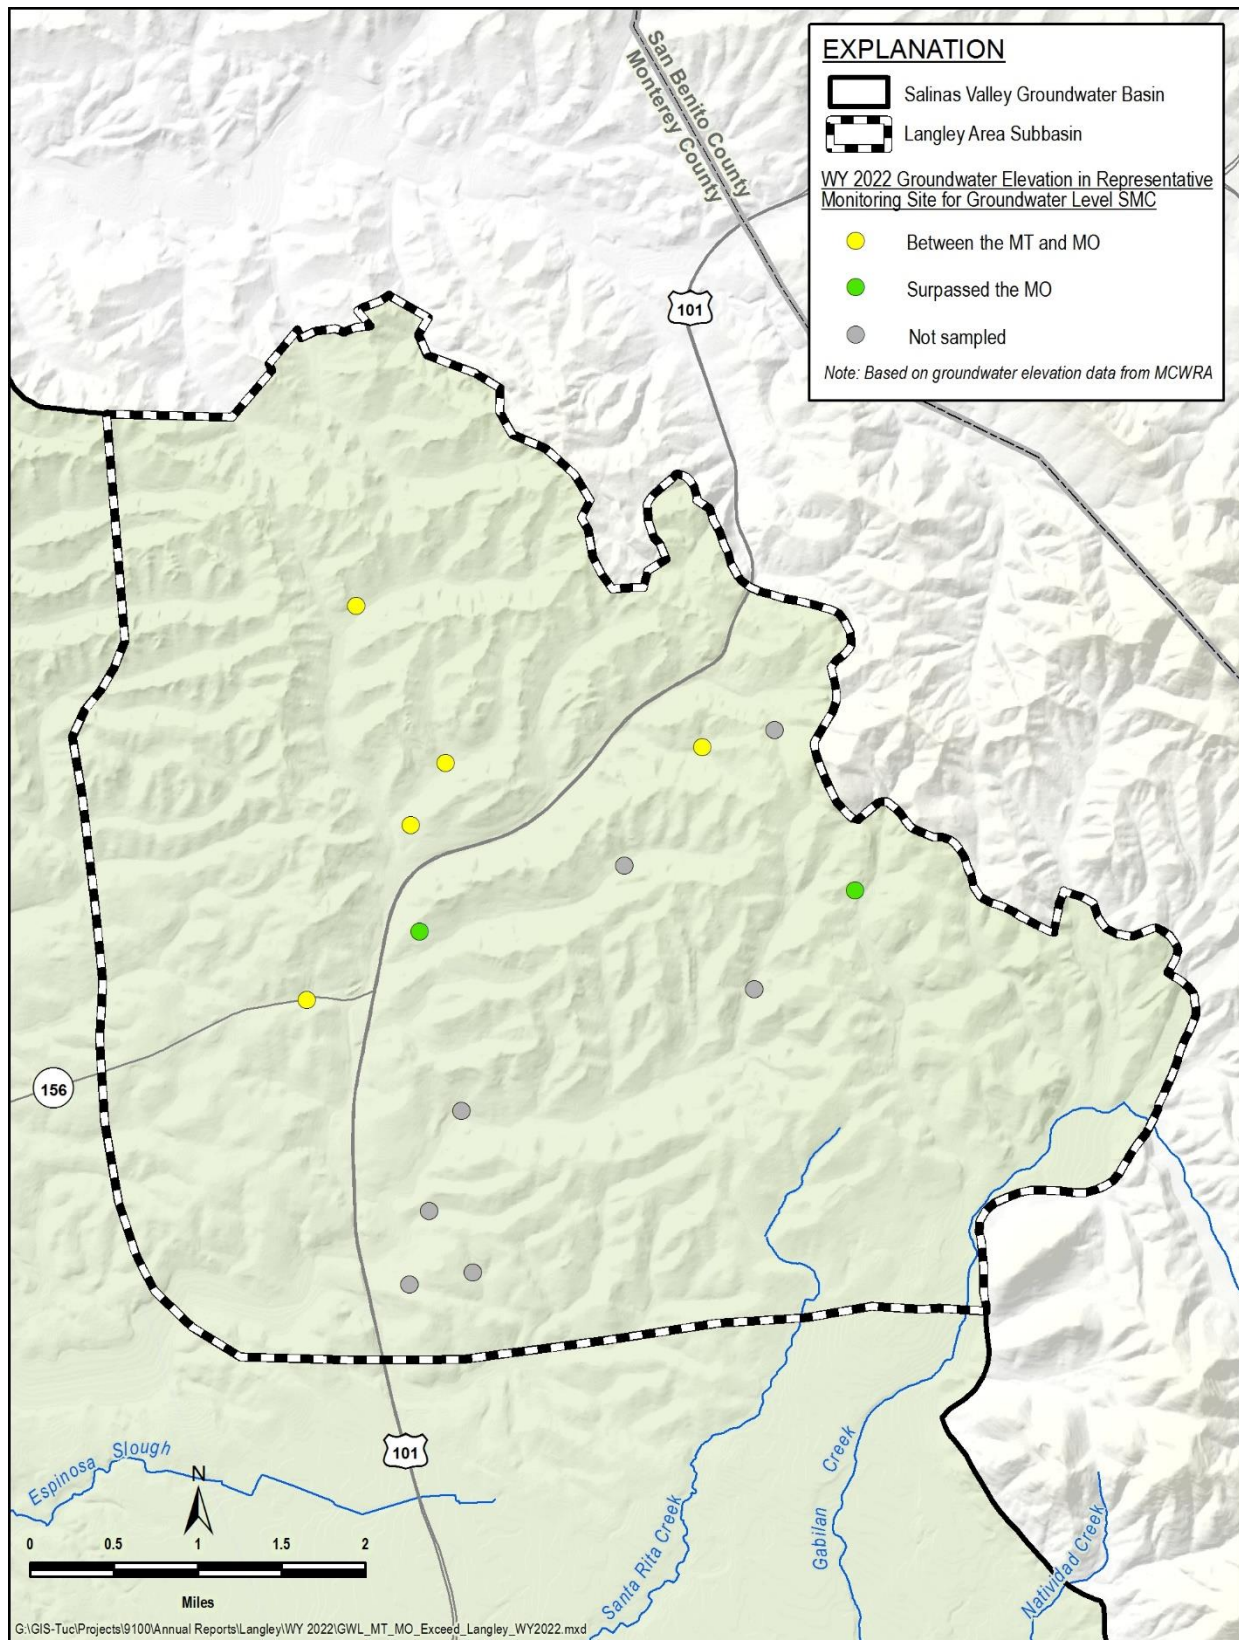 EXPLANATION
Salinas Valley Groundwater Basin
Langley Area Subbasin
WY 2022 Groundwater Elevation in Representative
Monitoring Site for Groundwater Level SMC
Between the MT and MO
Surpassed the MO
Not sampled
Note: Based on groundwater elevation data from MCWRA
San Benito County
Monterey County
101
156
101
Espinosa Slough
Santa Rita Creek
Gabilan Creek
Natividad Creek
N
0 0.5 1 1.5 2
Miles
G:\GIS-Tuc\Projects\9100\Annual Reports\Langley\WY 2022\GWL_MT_MO_Exceed_Langley_WY2022.mxd